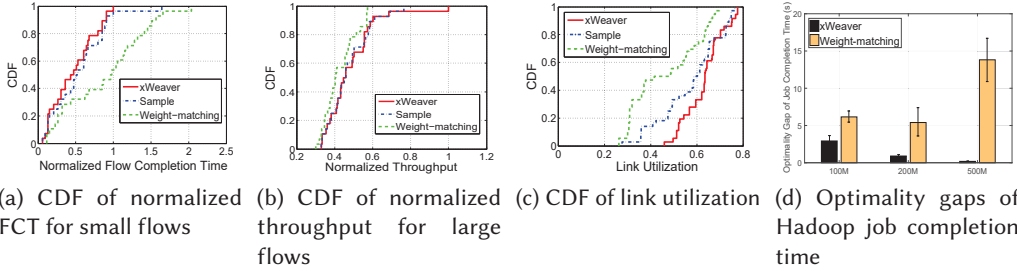 1
0.8
0.6
0.4
0.2
0
CDF
xWeaver
Sample
Weight-matching
0 0.5 1 1.5 2 2.5
Normalized Flow Completion Time
1
0.8
0.6
0.4
0.2
0
CDF
xWeaver
Sample
Weight-matching
0.2 0.4 0.6 0.8 1 1.2
Normalized Throughput
1
0.8
0.6
0.4
0.2
0
CDF
xWeaver
Sample
Weight-matching
0 0.2 0.4 0.6 0.8
Link Utilization
20
15
10
5
0
Optimality Gap of Job Completion Time (s)
xWeaver
Weight-matching
100M 200M 500M
(a) CDF of normalized
FCT for small flows
(b) CDF of normalized
throughput for large
flows
(c) CDF of link utilization
(d) Optimality gaps of
Hadoop job completion
time